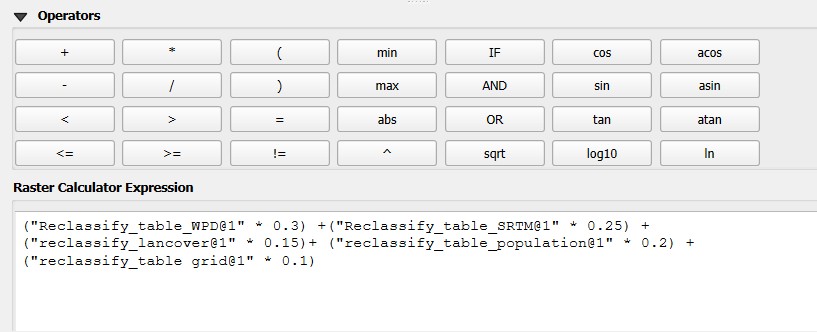 Operators
+ * ( min IF cos acos
- / ) max AND sin asin
< > = abs OR tan atan
<= >= != ^ sqrt log10 ln
Raster Calculator Expression
("Reclassify_table_WPD@1" * 0.3) +("Reclassify_table_SRTM@1" * 0.25) +
("reclassify_lancover@1" * 0.15)+ ("reclassify_table_population@1" * 0.2) +
("reclassify_table grid@1" * 0.1)